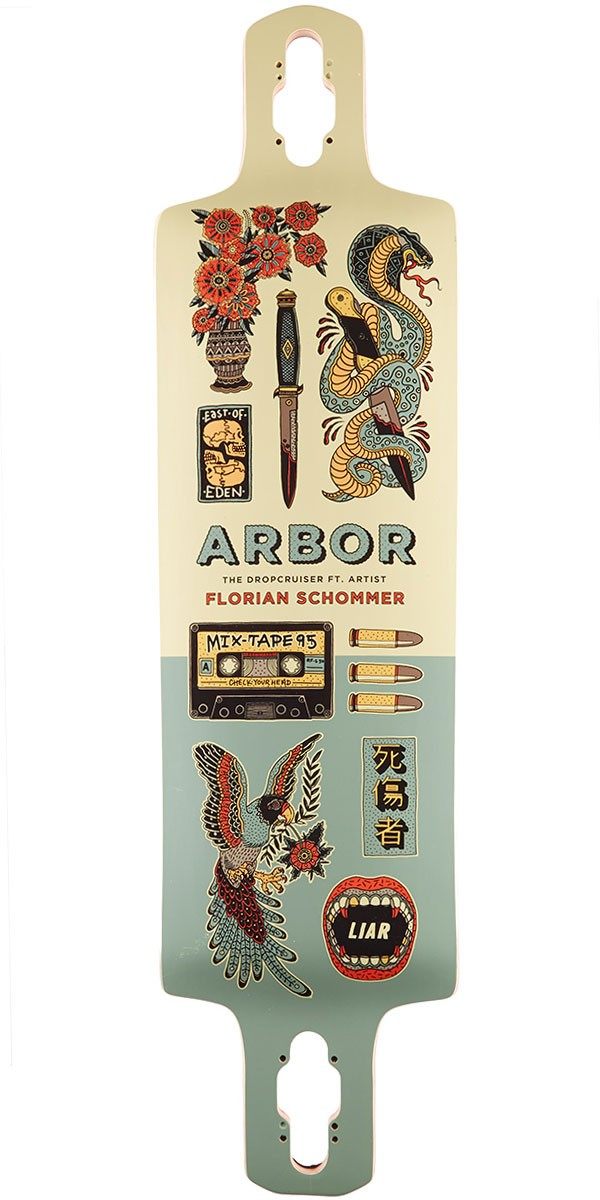 EAST·OF·
·EDEN·
ARBOR
THE DROPCRUISER FT. ARTIST
FLORIAN SCHOMMER
MIX-TAPE 95
A
CHECK YOUR HEAD
死傷者
LIAR